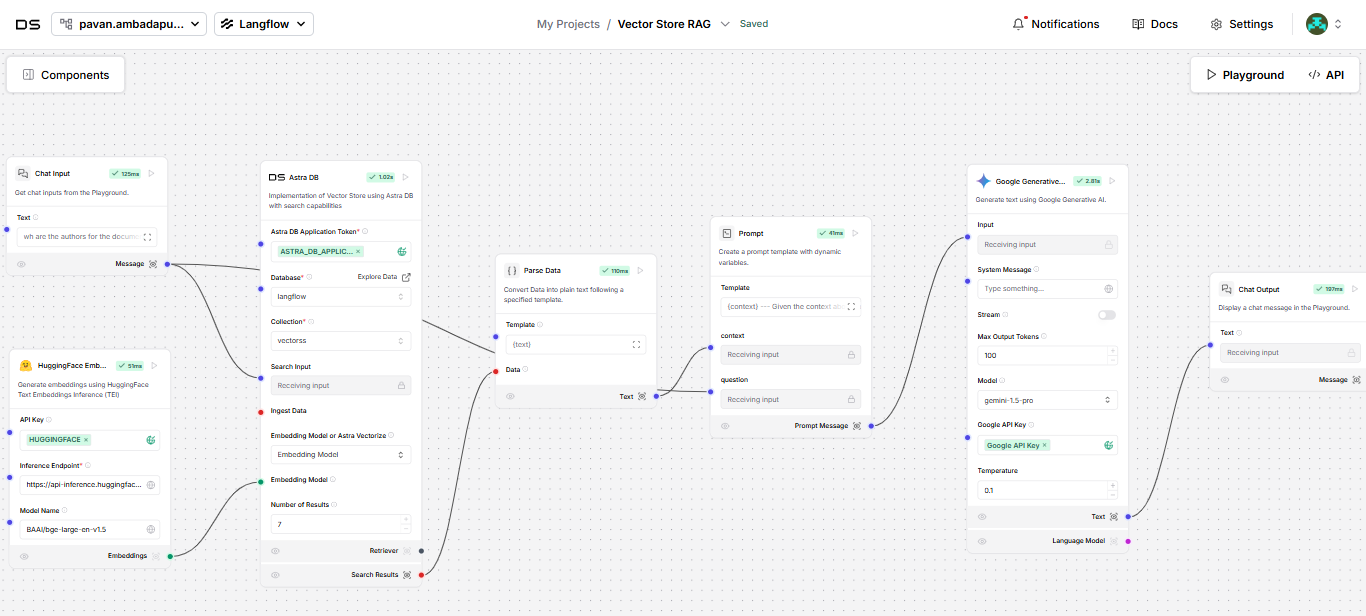 DS
pavan.ambadapu...
Langflow
My Projects / Vector Store RAG
Saved
Notifications
Docs
Settings
Components
Playground
API
Chat Input
125ms
Get chat inputs from the Playground.
Text
wh are the authors for the docume
Message
HuggingFace Emb...
51ms
Generate embeddings using HuggingFace
Text Embeddings Inference (TEI)
API Key
HUGGINGFACE ×
Inference Endpoint*
https://api-inference.huggingfac...
Model Name
BAAI/bge-large-en-v1.5
Embeddings
DS Astra DB
1.02s
Implementation of Vector Store using Astra DB
with search capabilities
Astra DB Application Token*
ASTRA_DB_APPLIC... ×
Database*
Explore Data
langflow
Collection*
vectorss
Search Input
Receiving input
Ingest Data
Embedding Model or Astra Vectorize
Embedding Model
Embedding Model
Number of Results
7
Retriever
Search Results
Parse Data
110ms
Convert Data into plain text following a
specified template.
Template
{text}
Data
Text
Prompt
41ms
Create a prompt template with dynamic
variables.
Template
{context} --- Given the context ab
context
Receiving input
question
Receiving input
Prompt Message
Google Generative...
2.81s
Generate text using Google Generative AI.
Input
Receiving input
System Message
Type something...
Stream
Max Output Tokens
100
Model
gemini-1.5-pro
Google API Key
Google API Key ×
Temperature
0.1
Text
Language Model
Chat Output
197ms
Display a chat message in the Playground.
Text
Receiving input
Message